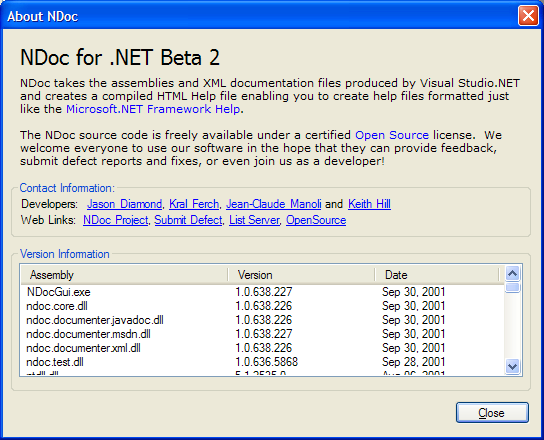 About NDoc
NDoc for .NET Beta 2
NDoc takes the assemblies and XML documentation files produced by Visual Studio.NET
and creates a compiled HTML Help file enabling you to create help files formatted just
like the Microsoft.NET Framework Help.
The NDoc source code is freely available under a certified Open Source license.  We
welcome everyone to use our software in the hope that they can provide feedback,
submit defect reports and fixes, or even join us as a developer!
Contact Information:
Developers: Jason Diamond, Kral Ferch, Jean-Claude Manoli and Keith Hill
Web Links: NDoc Project, Submit Defect, List Server, OpenSource
Version Information
Assembly Version Date
NDocGui.exe 1.0.638.227 Sep 30, 2001
ndoc.core.dll 1.0.638.226 Sep 30, 2001
ndoc.documenter.javadoc.dll 1.0.638.226 Sep 30, 2001
ndoc.documenter.msdn.dll 1.0.638.227 Sep 30, 2001
ndoc.documenter.xml.dll 1.0.638.226 Sep 30, 2001
ndoc.test.dll 1.0.636.5868 Sep 28, 2001
Close